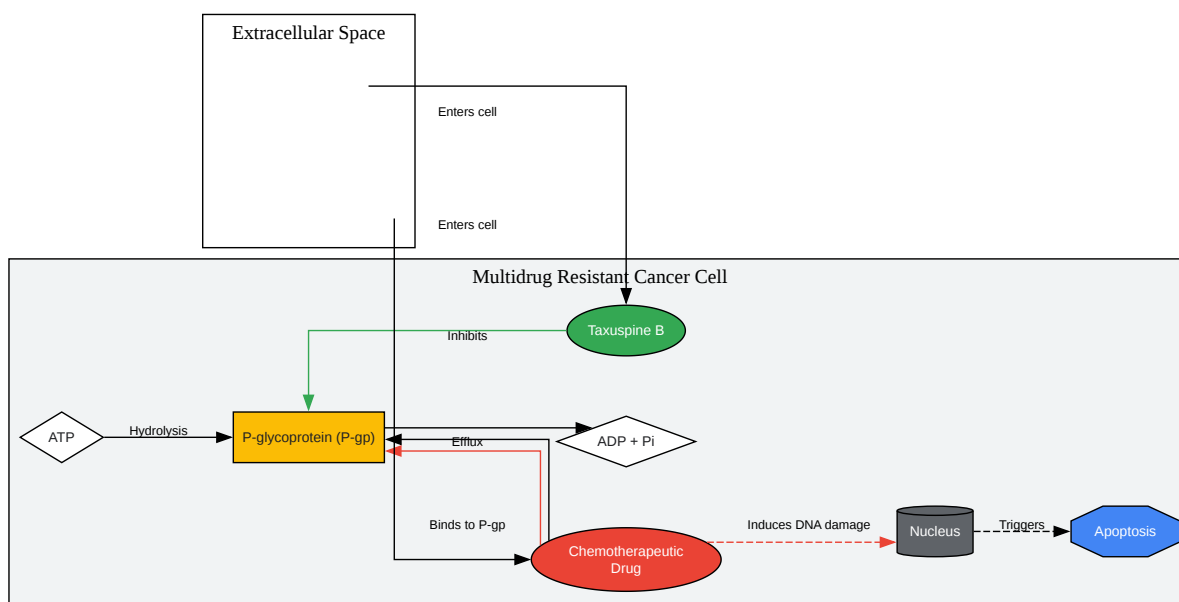 Extracellular Space
Enters cell
Enters cell
Multidrug Resistant Cancer Cell
Taxuspine B
Inhibits
ATP
Hydrolysis
P-glycoprotein (P-gp)
Efflux
ADP + Pi
Binds to P-gp
Chemotherapeutic
Drug
Induces DNA damage
Nucleus
Triggers
Apoptosis